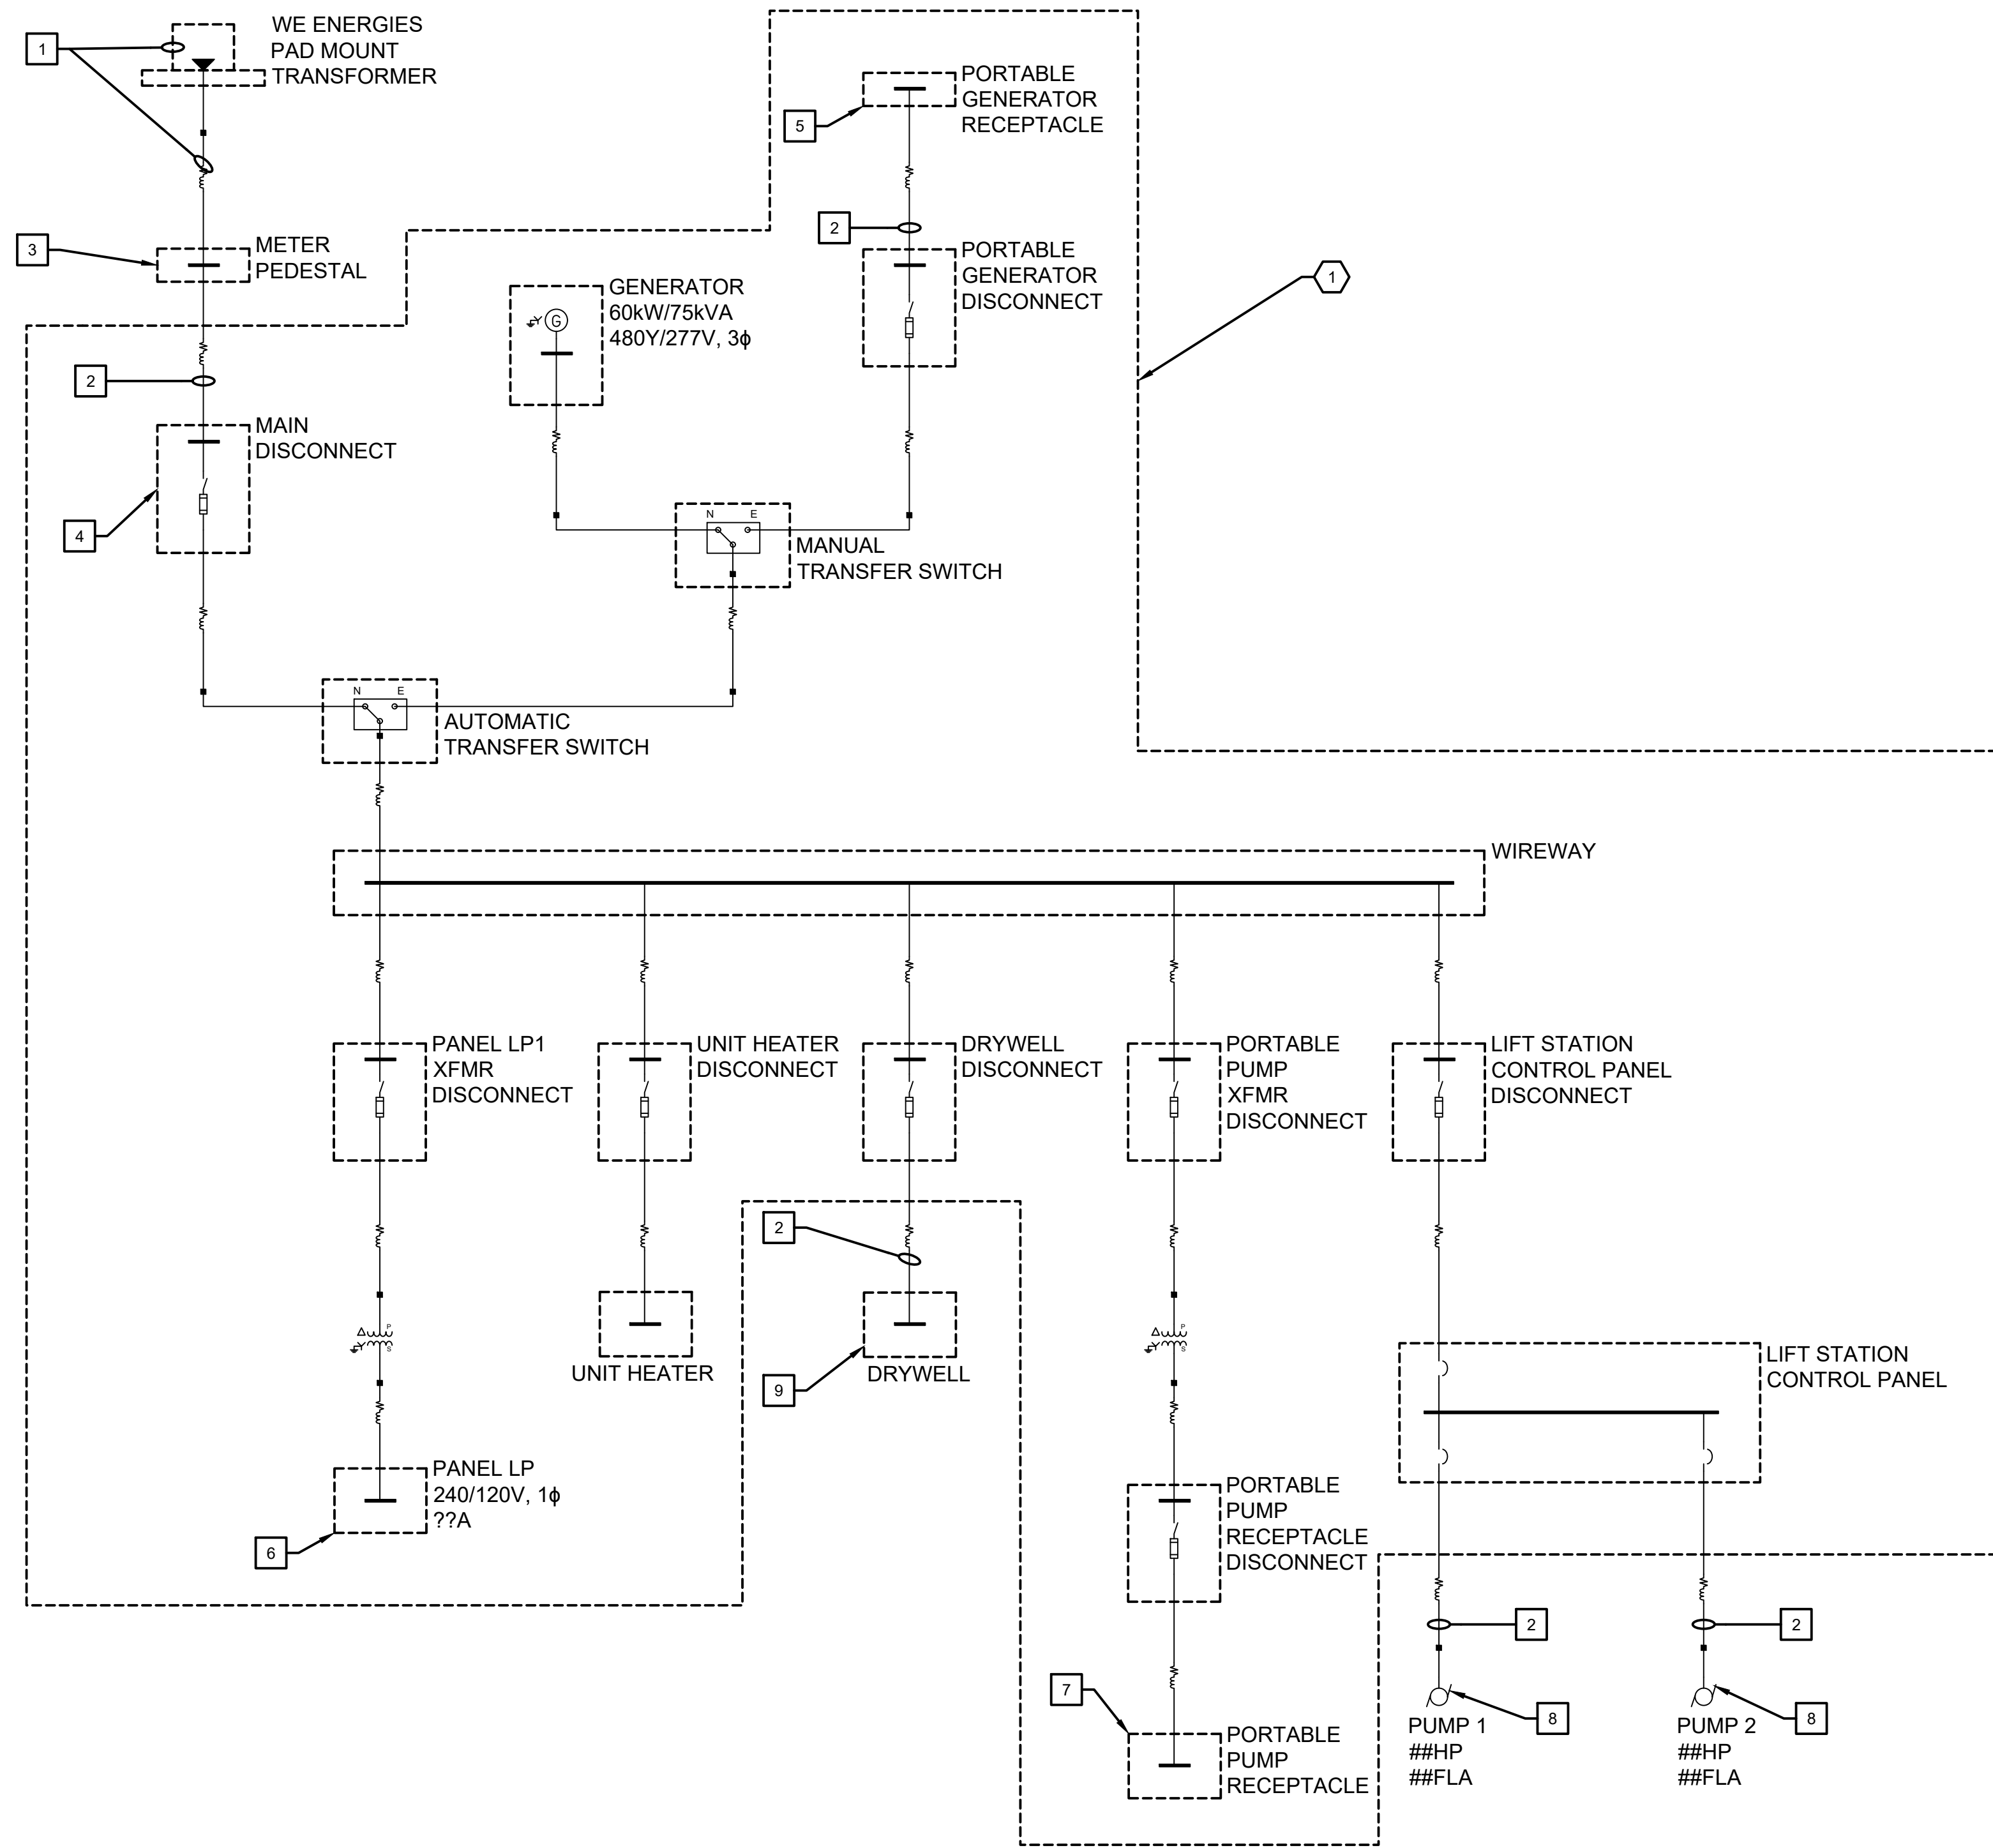 1
WE ENERGIES
PAD MOUNT
TRANSFORMER
PORTABLE
GENERATOR
RECEPTACLE
5
3
METER
PEDESTAL
2
PORTABLE
GENERATOR
DISCONNECT
1
GENERATOR
60kW/75kVA
480Y/277V, 3ϕ
G
Y
2
MAIN
DISCONNECT
4
N E
MANUAL
TRANSFER SWITCH
N E
AUTOMATIC
TRANSFER SWITCH
WIREWAY
PANEL LP1
XFMR
DISCONNECT
UNIT HEATER
DISCONNECT
DRYWELL
DISCONNECT
PORTABLE
PUMP
XFMR
DISCONNECT
LIFT STATION
CONTROL PANEL
DISCONNECT
2
Δ P
Y S
UNIT HEATER
9
DRYWELL
Δ P
Y S
LIFT STATION
CONTROL PANEL
PANEL LP
240/120V, 1ϕ
??A
6
PORTABLE
PUMP
RECEPTACLE
DISCONNECT
2
2
7
PORTABLE
PUMP
RECEPTACLE
8
PUMP 1
##HP
##FLA
8
PUMP 2
##HP
##FLA